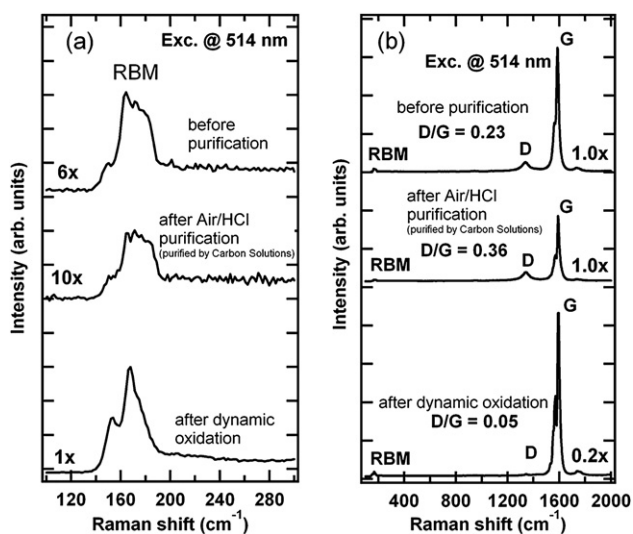 (a)
Exc. @ 514 nm
RBM
before
purification
6x
after Air/HCl
purification
(purified by Carbon Solutions)
10x
after dynamic
oxidation
1x
120 160 200 240 280
Raman shift (cm⁻¹)
Intensity (arb. units)
(b)
G
Exc. @ 514 nm
before purification
D/G = 0.23
RBM
D
1.0x
after Air/HCl
purification
(purified by Carbon Solutions)
D/G = 0.36
G
RBM
D
1.0x
G
after dynamic oxidation
D/G = 0.05
RBM
D
0.2x
400 800 1200 1600 2000
Raman shift (cm⁻¹)
Intensity (arb. units)